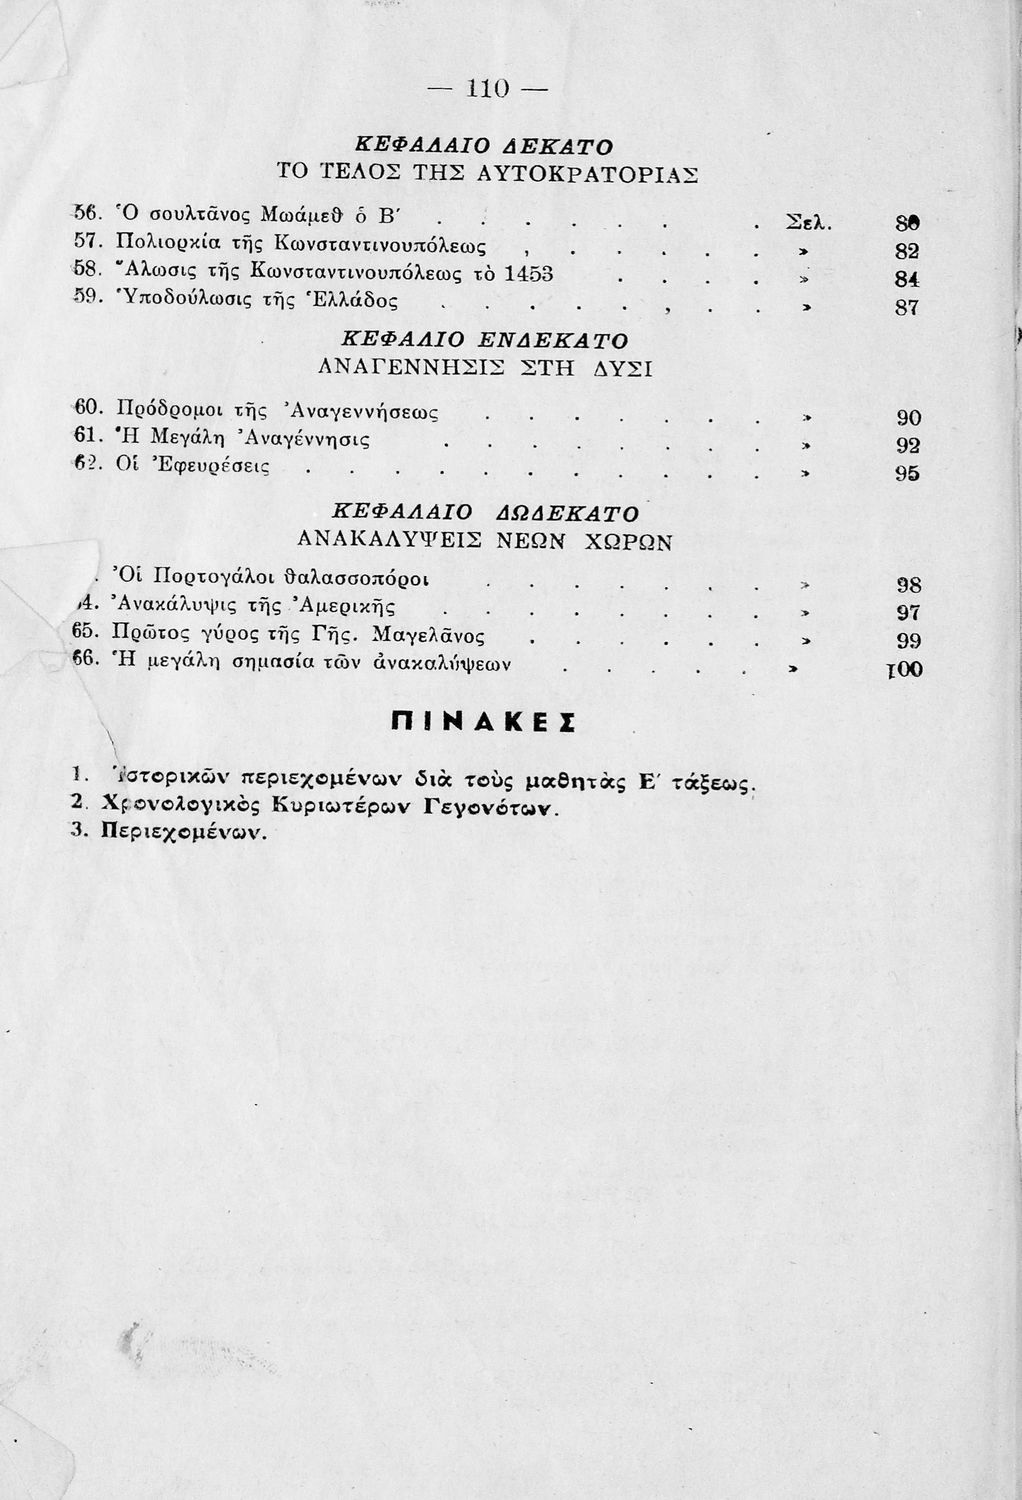 — 110 —
ΚΕΦΑΛΑΙΟ ΔΕΚΑΤΟ
ΤΟ ΤΕΛΟΣ ΤΗΣ ΑΥΤΟΚΡΑΤΟΡΙΑΣ
56. Ὁ σουλτᾶνος Μωάμεθ ὁ Β΄ . . . . . . . Σελ. 80
57. Πολιορκία τῆς Κωνσταντινουπόλεως , . . . . . » 82
58. Ἅλωσις τῆς Κωνσταντινουπόλεως τὸ 1453 . . . . » 84
59. Ὑποδούλωσις τῆς Ἑλλάδος . . . . . , . . » 87
ΚΕΦΑΛΙΟ ΕΝΔΕΚΑΤΟ
ΑΝΑΓΕΝΝΗΣΙΣ ΣΤΗ ΔΥΣΙ
60. Πρόδρομοι τῆς Ἀναγεννήσεως . . . . . . . » 90
61. Ἡ Μεγάλη Ἀναγέννησις . . . . . . . . » 92
62. Οἱ Ἐφευρέσεις . . . . . . . . . . . » 95
ΚΕΦΑΛΑΙΟ ΔΩΔΕΚΑΤΟ
ΑΝΑΚΑΛΥΨΕΙΣ ΝΕΩΝ ΧΩΡΩΝ
. Ὀἱ Πορτογάλοι θαλασσοπόροι . . . . . . . » 98
4. Ἀνακάλυψις τῆς Ἀμερικῆς . . . . . . . . » 97
65. Πρῶτος γύρος τῆς Γῆς. Μαγελᾶνος . . . . . . » 99
66. Ἡ μεγάλη σημασία τῶν ἀνακαλύψεων . . . . . » 100
ΠΙΝΑΚΕΣ
1. Ἱστορικῶν περιεχομένων διὰ τοὺς μαθητὰς Ε΄ τάξεως.
2. Χρονολογικὸς Κυριωτέρων Γεγονότων.
3. Περιεχομένων.